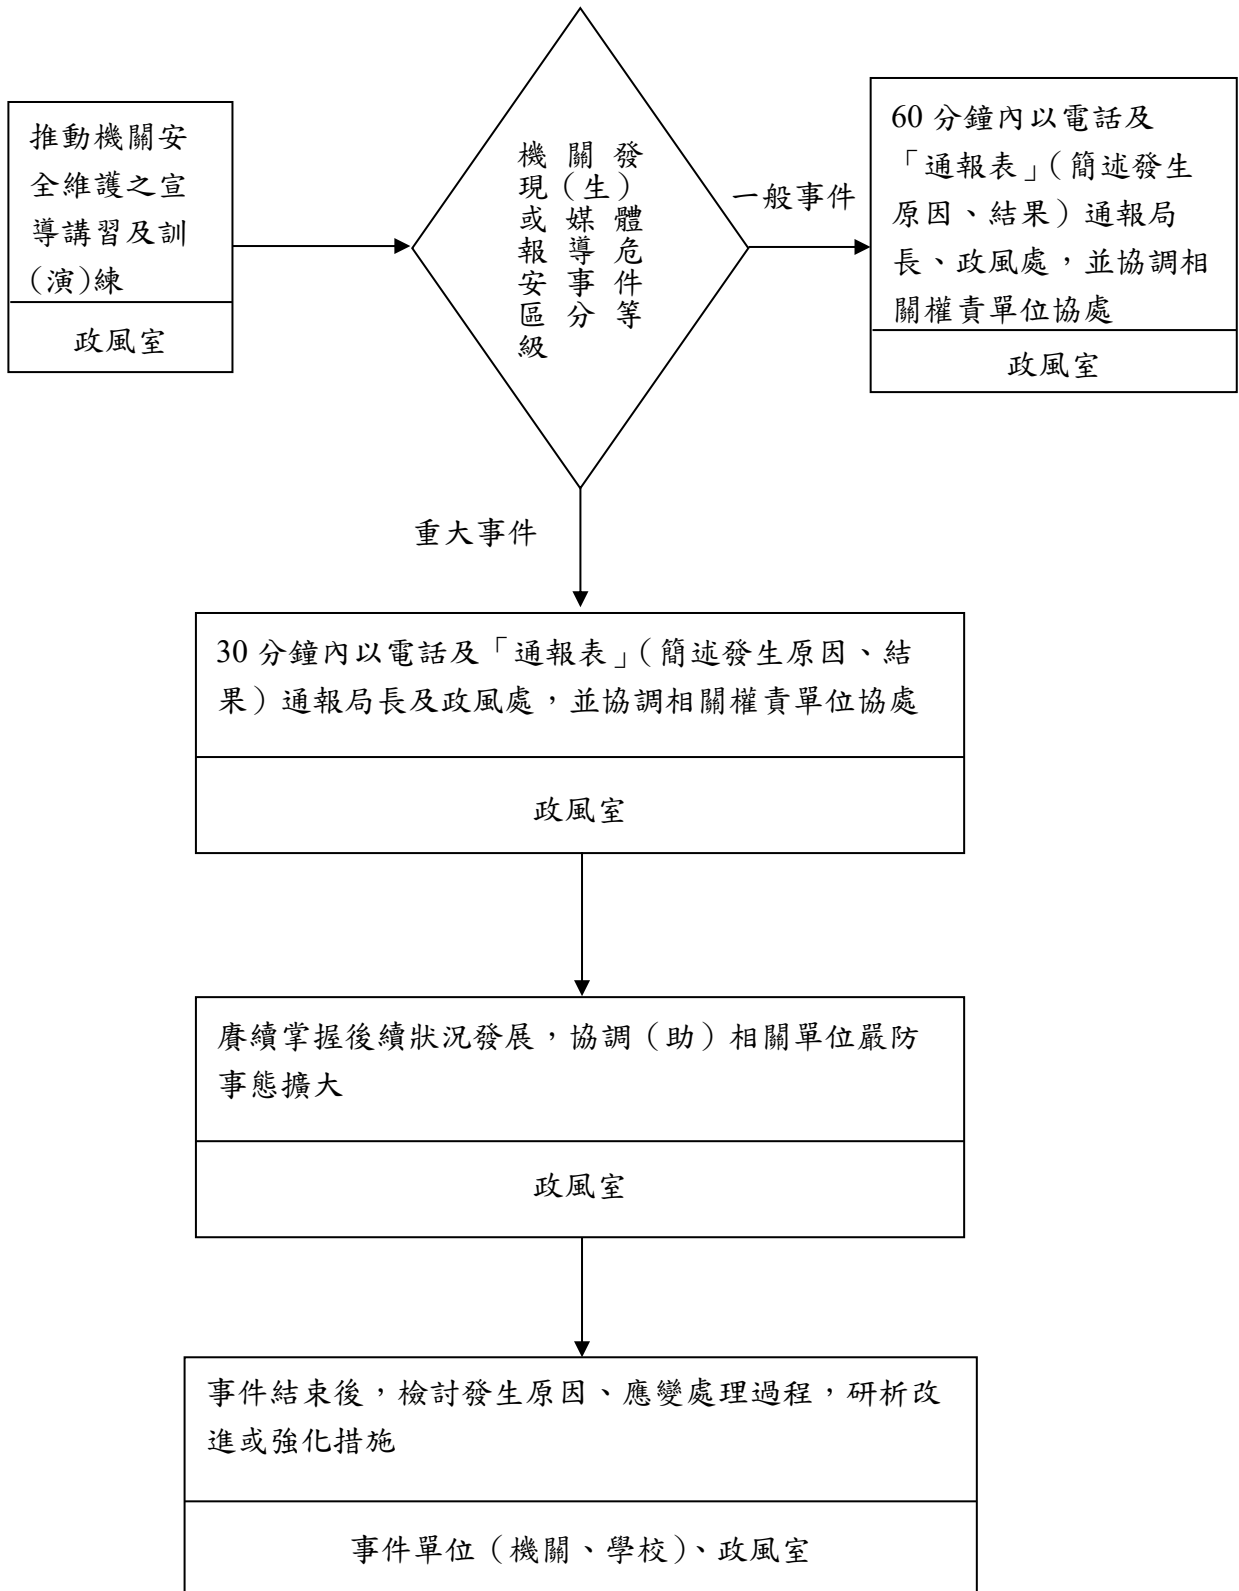 推動機關安
全維護之宣
導講習及訓
(演)練
政風室
機關發
現(生)
或媒體
報導危
安事件
區分等
級
一般事件
60 分鐘內以電話及
「通報表」（簡述發生
原因、結果）通報局
長、政風處，並協調相
關權責單位協處
政風室
重大事件
30 分鐘內以電話及「通報表」（簡述發生原因、結
果）通報局長及政風處，並協調相關權責單位協處
政風室
賡續掌握後續狀況發展，協調（助）相關單位嚴防
事態擴大
政風室
事件結束後，檢討發生原因、應變處理過程，研析改
進或強化措施
事件單位（機關、學校）、政風室